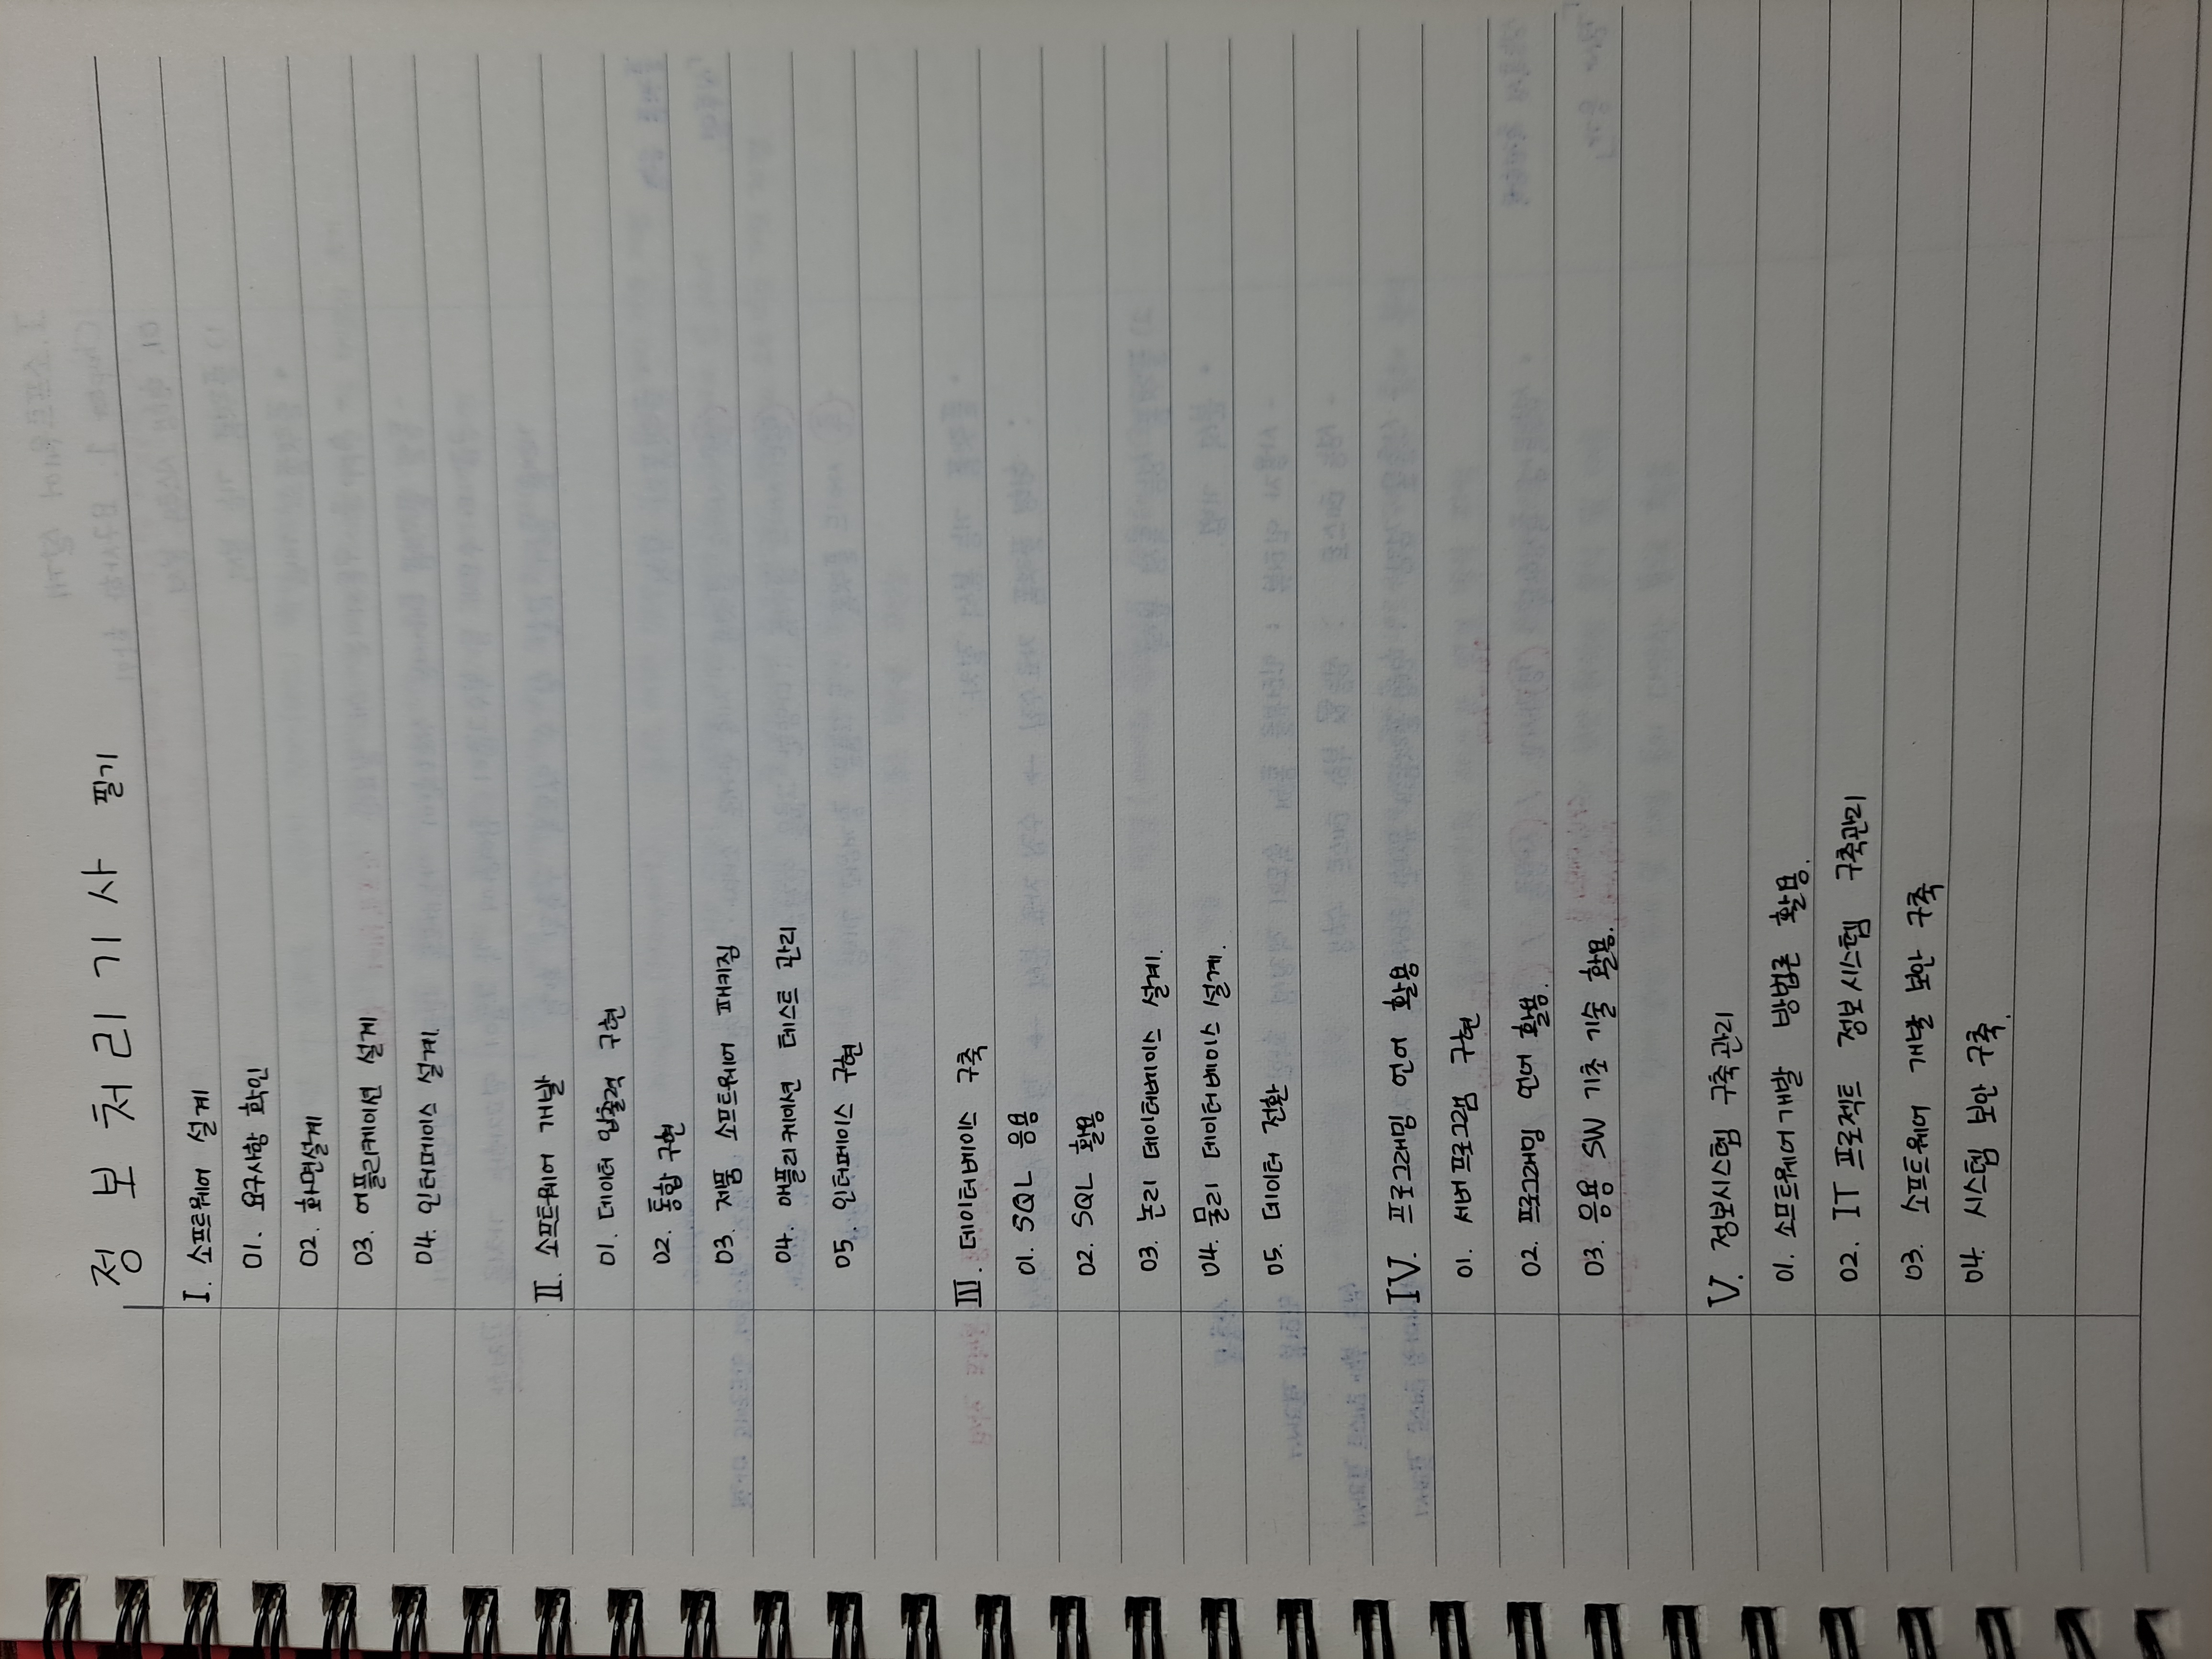 정보처리기사 필기
I. 소프트웨어 설계
01. 요구사항 확인
02. 화면설계
03. 어플리케이션 설계
04. 인터페이스 설계.
II. 소프트웨어 개발
01. 데이터 입출력 구현
02. 통합 구현
03. 제품 소프트웨어 패키징
04. 애플리케이션 테스트 관리
05. 인터페이스 구현
III. 데이터베이스 구축
01. SQL 응용
02. SQL 활용
03. 논리 데이터베이스 설계.
04. 물리 데이터베이스 설계.
05. 데이터 전환
IV. 프로그래밍 언어 활용
01. 서버프로그램 구현
02. 프로그래밍 언어 활용.
03. 응용 SW 기초 기술 활용.
V. 정보시스템 구축관리
01. 소프트웨어개발 방법론 활용.
02. IT 프로젝트 정보시스템 구축관리
03. 소프트웨어 개발 보안 구축
04. 시스템 보안 구축.